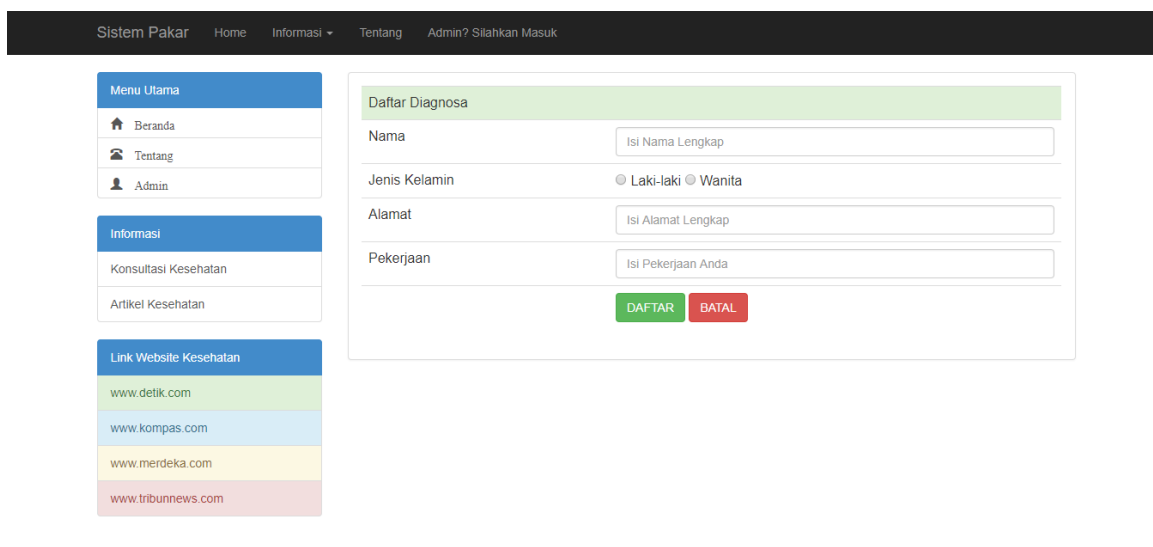 Sistem Pakar Home Informasi Tentang Admin? Silahkan Masuk
Menu Utama
Beranda
Tentang
Admin
Informasi
Konsultasi Kesehatan
Artikel Kesehatan
Link Website Kesehatan
www.detik.com
www.kompas.com
www.merdeka.com
www.tribunnews.com
Daftar Diagnosa
Nama Isi Nama Lengkap
Jenis Kelamin Laki-laki Wanita
Alamat Isi Alamat Lengkap
Pekerjaan Isi Pekerjaan Anda
DAFTAR BATAL